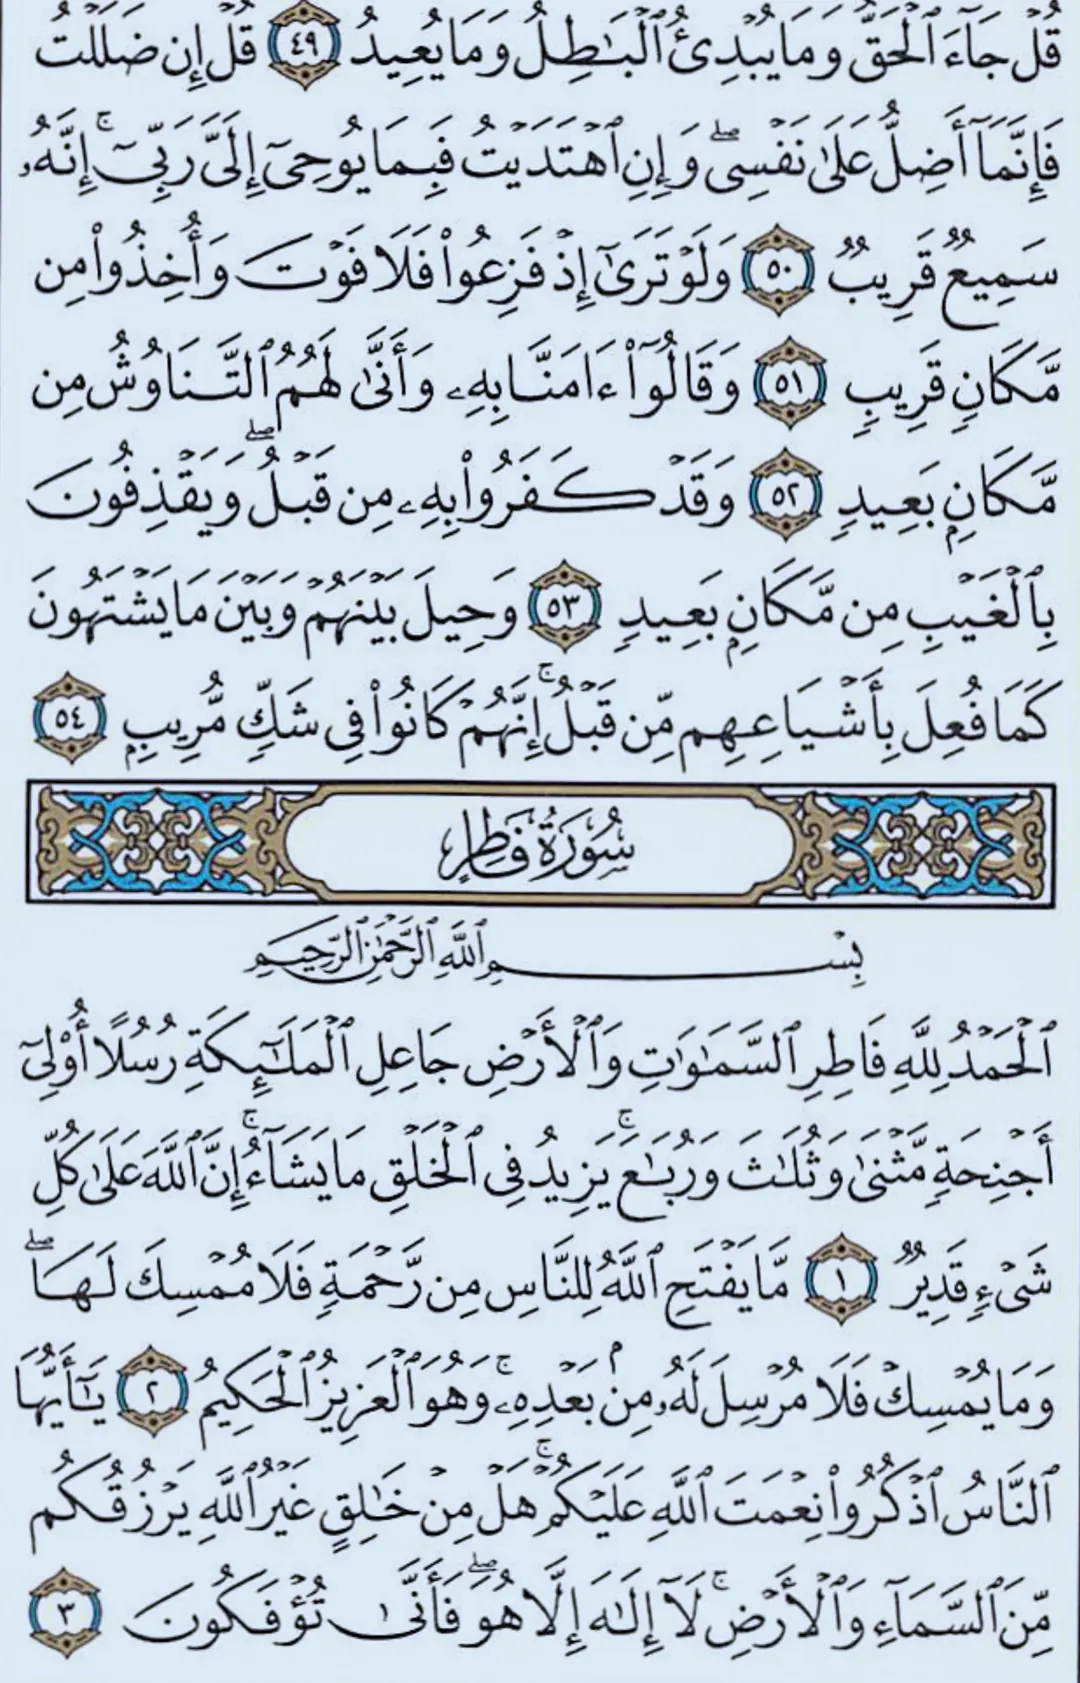 قُلْ جَآءَ ٱلْحَقُّ وَمَا يُبْدِئُ ٱلْبَٰطِلُ وَمَا يُعِيدُ ٤٩ قُلْ إِن ضَلَلْتُ
فَإِنَّمَآ أَضِلُّ عَلَىٰ نَفْسِى ۖ وَإِنِ ٱهْتَدَيْتُ فَبِمَا يُوحِىٓ إِلَىَّ رَبِّىٓ ۚ إِنَّهُۥ
سَمِيعٌ قَرِيبٌ ٥٠ وَلَوْ تَرَىٰٓ إِذْ فَزِعُوا۟ فَلَا فَوْتَ وَأُخِذُوا۟ مِن
مَّكَانٍ قَرِيبٍ ٥١ وَقَالُوٓا۟ ءَامَنَّا بِهِۦ وَأَنَّىٰ لَهُمُ ٱلتَّنَاوُشُ مِن
مَّكَانٍۭ بَعِيدٍ ٥٢ وَقَدْ كَفَرُوا۟ بِهِۦ مِن قَبْلُ ۖ وَيَقْذِفُونَ
بِٱلْغَيْبِ مِن مَّكَانٍۭ بَعِيدٍ ٥٣ وَحِيلَ بَيْنَهُمْ وَبَيْنَ مَا يَشْتَهُونَ
كَمَا فُعِلَ بِأَشْيَاعِهِم مِّن قَبْلُ ۚ إِنَّهُمْ كَانُوا۟ فِى شَكٍّ مُّرِيبٍۭ ٥٤
سُورَةُ فَاطِرٍ
بِسْمِ ٱللَّهِ ٱلرَّحْمَٰنِ ٱلرَّحِيمِ
ٱلْحَمْدُ لِلَّهِ فَاطِرِ ٱلسَّمَٰوَٰتِ وَٱلْأَرْضِ جَاعِلِ ٱلْمَلَٰٓئِكَةِ رُسُلًا أُو۟لِىٓ
أَجْنِحَةٍ مَّثْنَىٰ وَثُلَٰثَ وَرُبَٰعَ ۚ يَزِيدُ فِى ٱلْخَلْقِ مَا يَشَآءُ ۚ إِنَّ ٱللَّهَ عَلَىٰ كُلِّ
شَىْءٍ قَدِيرٌ ١ مَّا يَفْتَحِ ٱللَّهُ لِلنَّاسِ مِن رَّحْمَةٍ فَلَا مُمْسِكَ لَهَا ۖ
وَمَا يُمْسِكْ فَلَا مُرْسِلَ لَهُۥ مِنۢ بَعْدِهِۦ ۚ وَهُوَ ٱلْعَزِيزُ ٱلْحَكِيمُ ٢ يَٰٓأَيُّهَا
ٱلنَّاسُ ٱذْكُرُوا۟ نِعْمَتَ ٱللَّهِ عَلَيْكُمْ ۚ هَلْ مِنْ خَٰلِقٍ غَيْرُ ٱللَّهِ يَرْزُقُكُم
مِّنَ ٱلسَّمَآءِ وَٱلْأَرْضِ ۚ لَآ إِلَٰهَ إِلَّا هُوَ ۖ فَأَنَّىٰ تُؤْفَكُونَ ٣